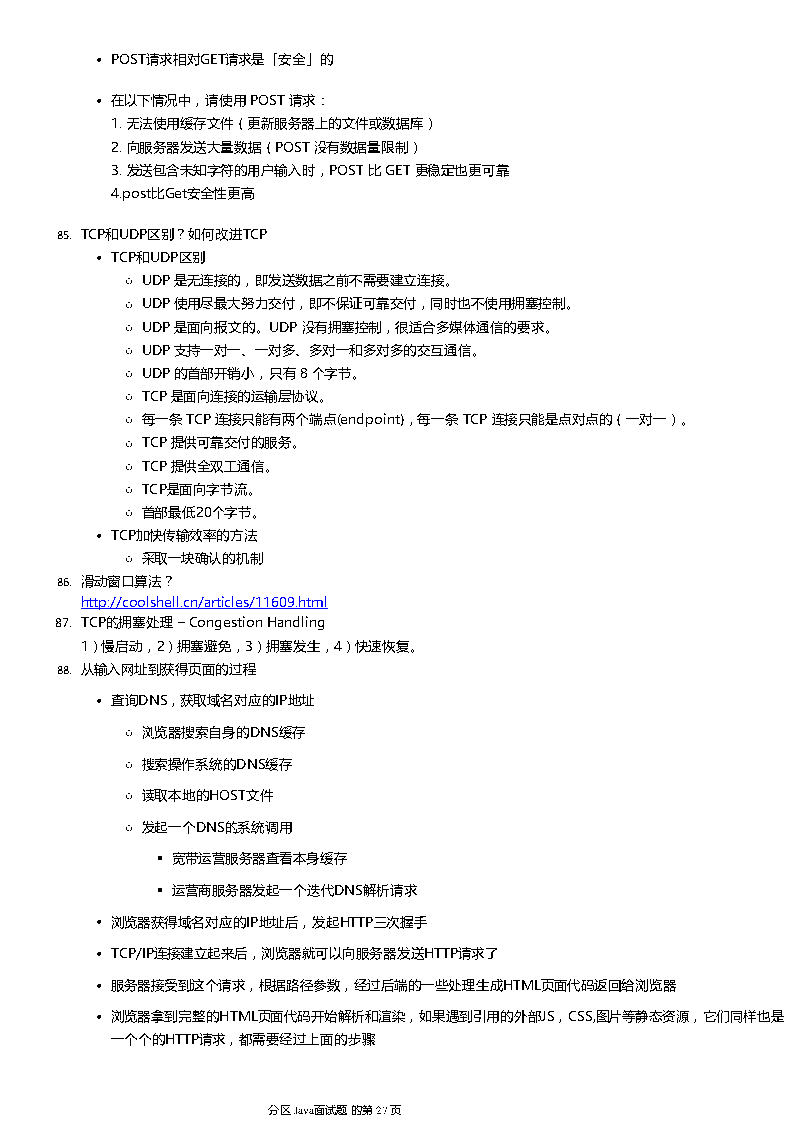 • POST请求相对GET请求是「安全」的
• 在以下情况中，请使用 POST 请求：
1. 无法使用缓存文件（更新服务器上的文件或数据库）
2. 向服务器发送大量数据（POST 没有数据量限制）
3. 发送包含未知字符的用户输入时，POST 比 GET 更稳定也更可靠
4.post比Get安全性更高
85. TCP和UDP区别？如何改进TCP
• TCP和UDP区别
○ UDP 是无连接的，即发送数据之前不需要建立连接。
○ UDP 使用尽最大努力交付，即不保证可靠交付，同时也不使用拥塞控制。
○ UDP 是面向报文的。UDP 没有拥塞控制，很适合多媒体通信的要求。
○ UDP 支持一对一、一对多、多对一和多对多的交互通信。
○ UDP 的首部开销小，只有 8 个字节。
○ TCP 是面向连接的运输层协议。
○ 每一条 TCP 连接只能有两个端点(endpoint)，每一条 TCP 连接只能是点对点的（一对一）。
○ TCP 提供可靠交付的服务。
○ TCP 提供全双工通信。
○ TCP是面向字节流。
○ 首部最低20个字节。
• TCP加快传输效率的方法
○ 采取一块确认的机制
86. 滑动窗口算法？
http://coolshell.cn/articles/11609.html
87. TCP的拥塞处理 – Congestion Handling
1）慢启动，2）拥塞避免，3）拥塞发生，4）快速恢复。
88. 从输入网址到获得页面的过程
• 查询DNS，获取域名对应的IP地址
○ 浏览器搜索自身的DNS缓存
○ 搜索操作系统的DNS缓存
○ 读取本地的HOST文件
○ 发起一个DNS的系统调用
▪ 宽带运营服务器查看本身缓存
▪ 运营商服务器发起一个迭代DNS解析请求
• 浏览器获得域名对应的IP地址后，发起HTTP三次握手
• TCP/IP连接建立起来后，浏览器就可以向服务器发送HTTP请求了
• 服务器接受到这个请求，根据路径参数，经过后端的一些处理生成HTML页面代码返回给浏览器
• 浏览器拿到完整的HTML页面代码开始解析和渲染，如果遇到引用的外部JS，CSS,图片等静态资源，它们同样也是
一个个的HTTP请求，都需要经过上面的步骤
分区 Java面试题 的第 27 页